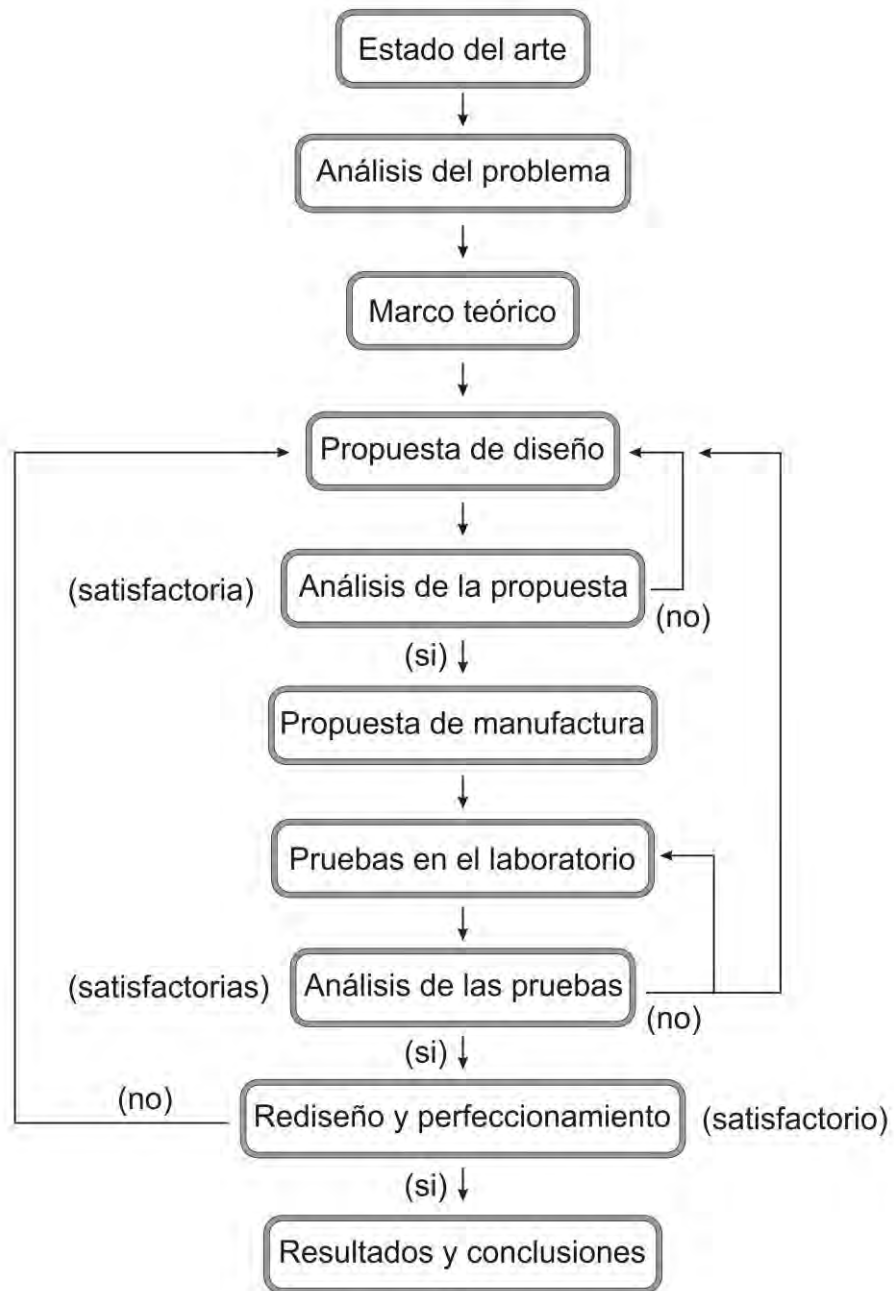 Estado del arte
Análisis del problema
Marco teórico
Propuesta de diseño
(satisfactoria)
Análisis de la propuesta
(no)
(si)
Propuesta de manufactura
Pruebas en el laboratorio
(satisfactorias)
Análisis de las pruebas
(no)
(si)
(no)
Rediseño y perfeccionamiento
(satisfactorio)
(si)
Resultados y conclusiones